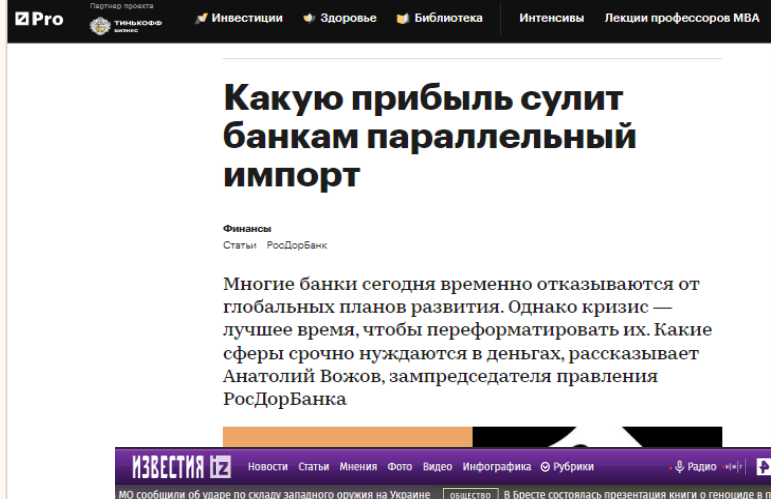 Партнер проекта
Pro
ТИНЬКОФФ
БИЗНЕС
Инвестиции Здоровье Библиотека Интенсивы Лекции профессоров MBA
Какую прибыль сулит
банкам параллельный
импорт
Финансы
Статьи РосДорБанк
Многие банки сегодня временно отказываются от
глобальных планов развития. Однако кризис —
лучшее время, чтобы переформатировать их. Какие
сферы срочно нуждаются в деньгах, рассказывает
Анатолий Вожов, зампредседателя правления
РосДорБанка
ИЗВЕСТИЯ iz Новости Статьи Мнения Фото Видео Инфографика Рубрики Радио
МО сообщили об ударе по складу западного оружия на Украине ОБЩЕСТВО В Бресте состоялась презентация книги о геноциде в